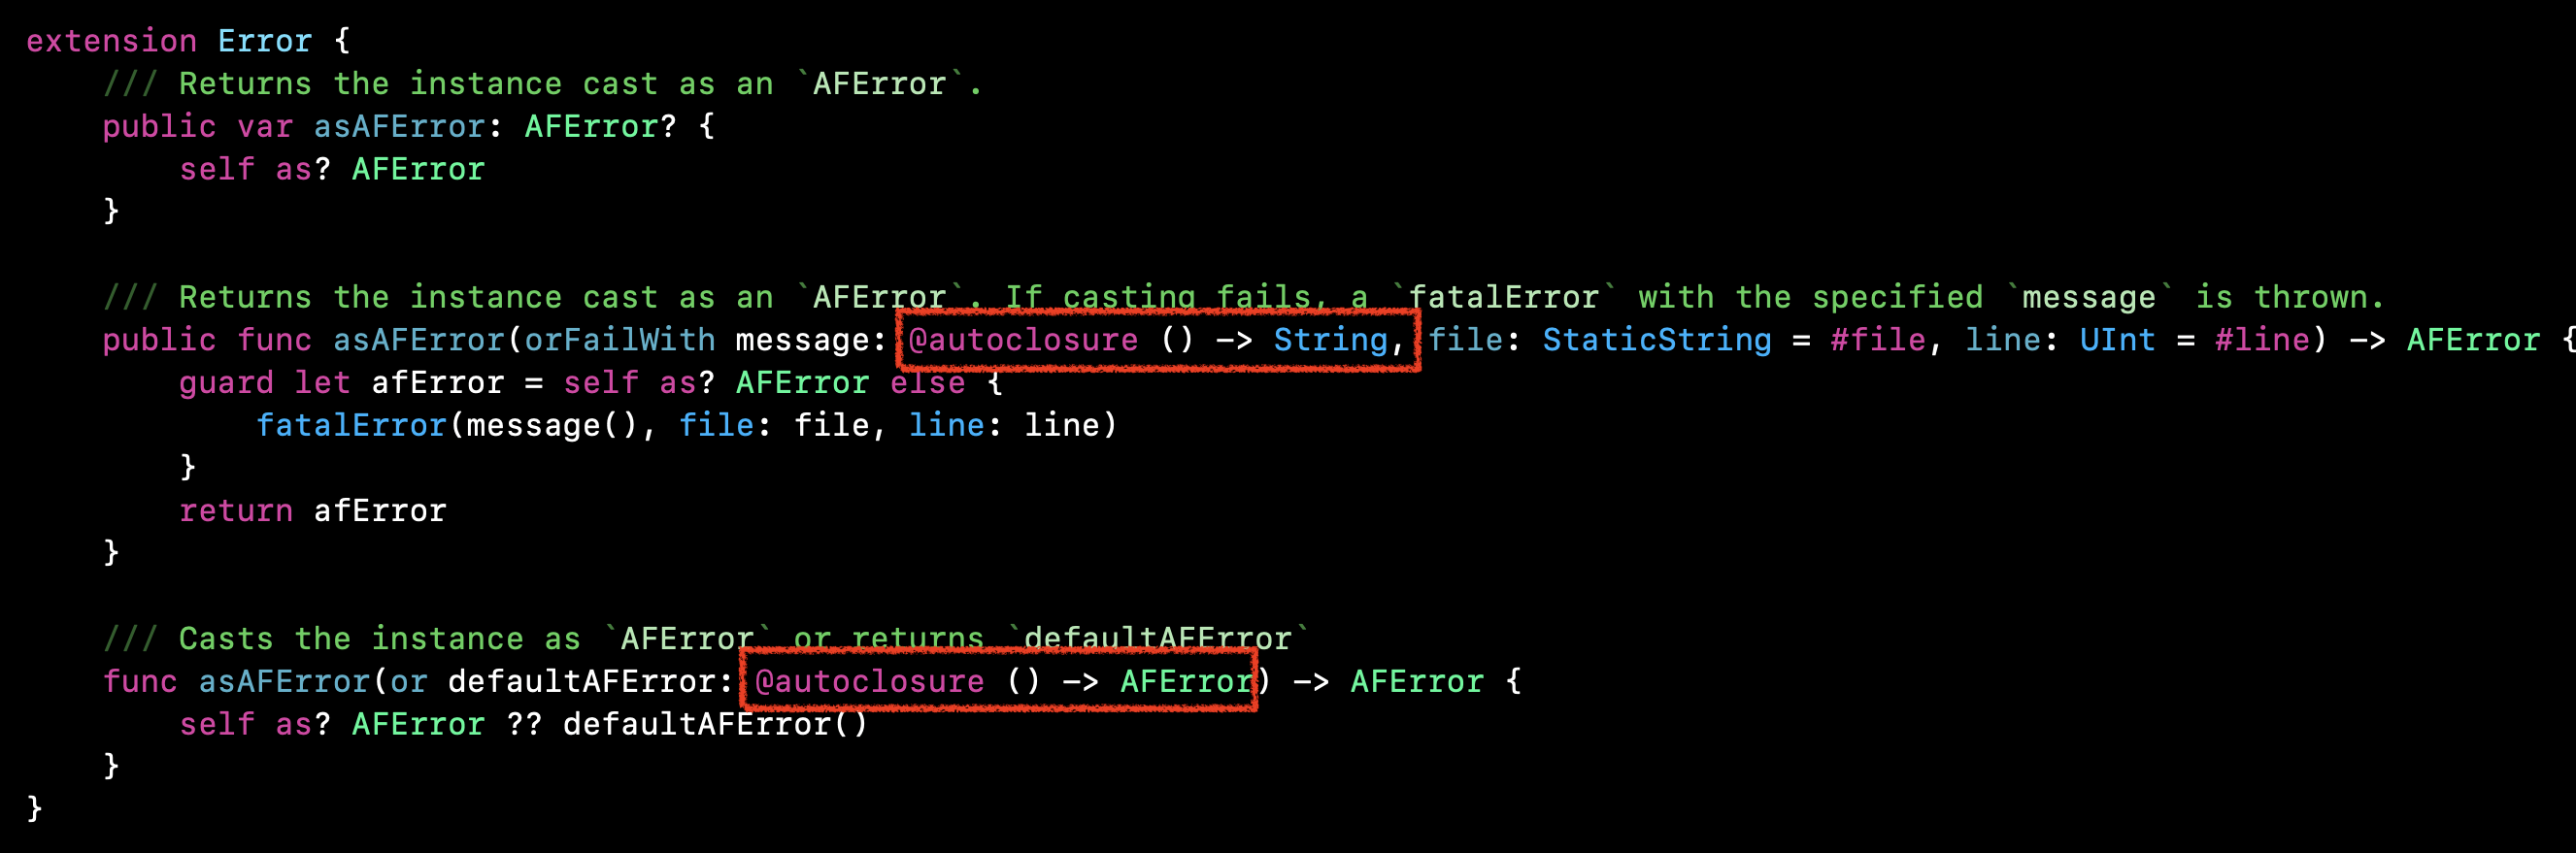 extension Error {
/// Returns the instance cast as an `AFError`.
public var asAFError: AFError? {
self as? AFError
}
/// Returns the instance cast as an `AFError`. If casting fails, a `fatalError` with the specified `message` is thrown.
public func asAFError(orFailWith message: @autoclosure () -> String, file: StaticString = #file, line: UInt = #line) -> AFError {
guard let afError = self as? AFError else {
fatalError(message(), file: file, line: line)
}
return afError
}
/// Casts the instance as `AFError` or returns `defaultAFError`
func asAFError(or defaultAFError: @autoclosure () -> AFError) -> AFError {
self as? AFError ?? defaultAFError()
}
}